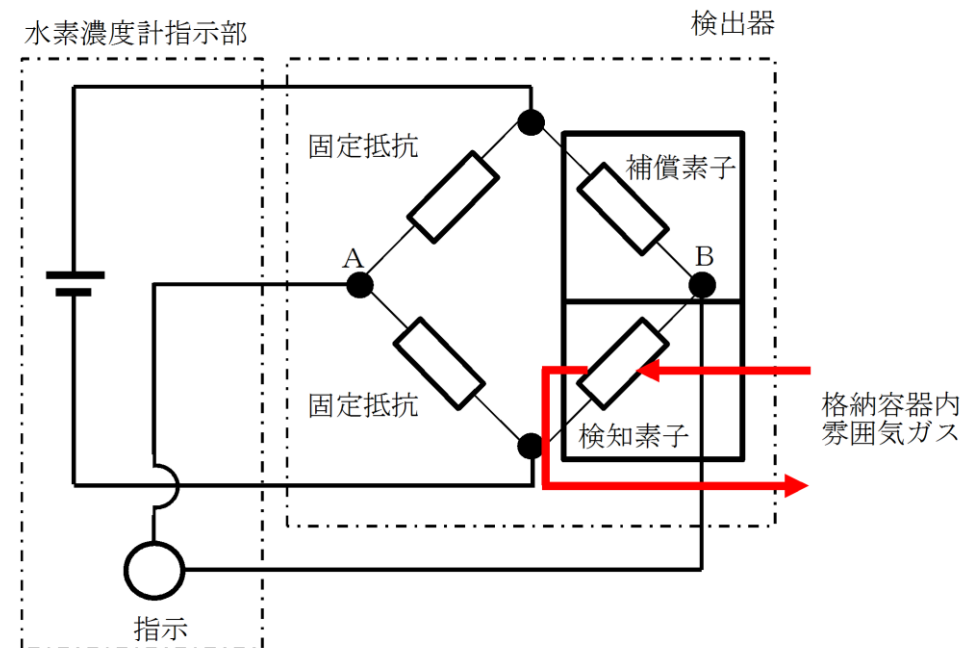 検出器
水素濃度計指示部
固定抵抗
補償素子
A
B
固定抵抗
検知素子
格納容器内
雰囲気ガス
指示